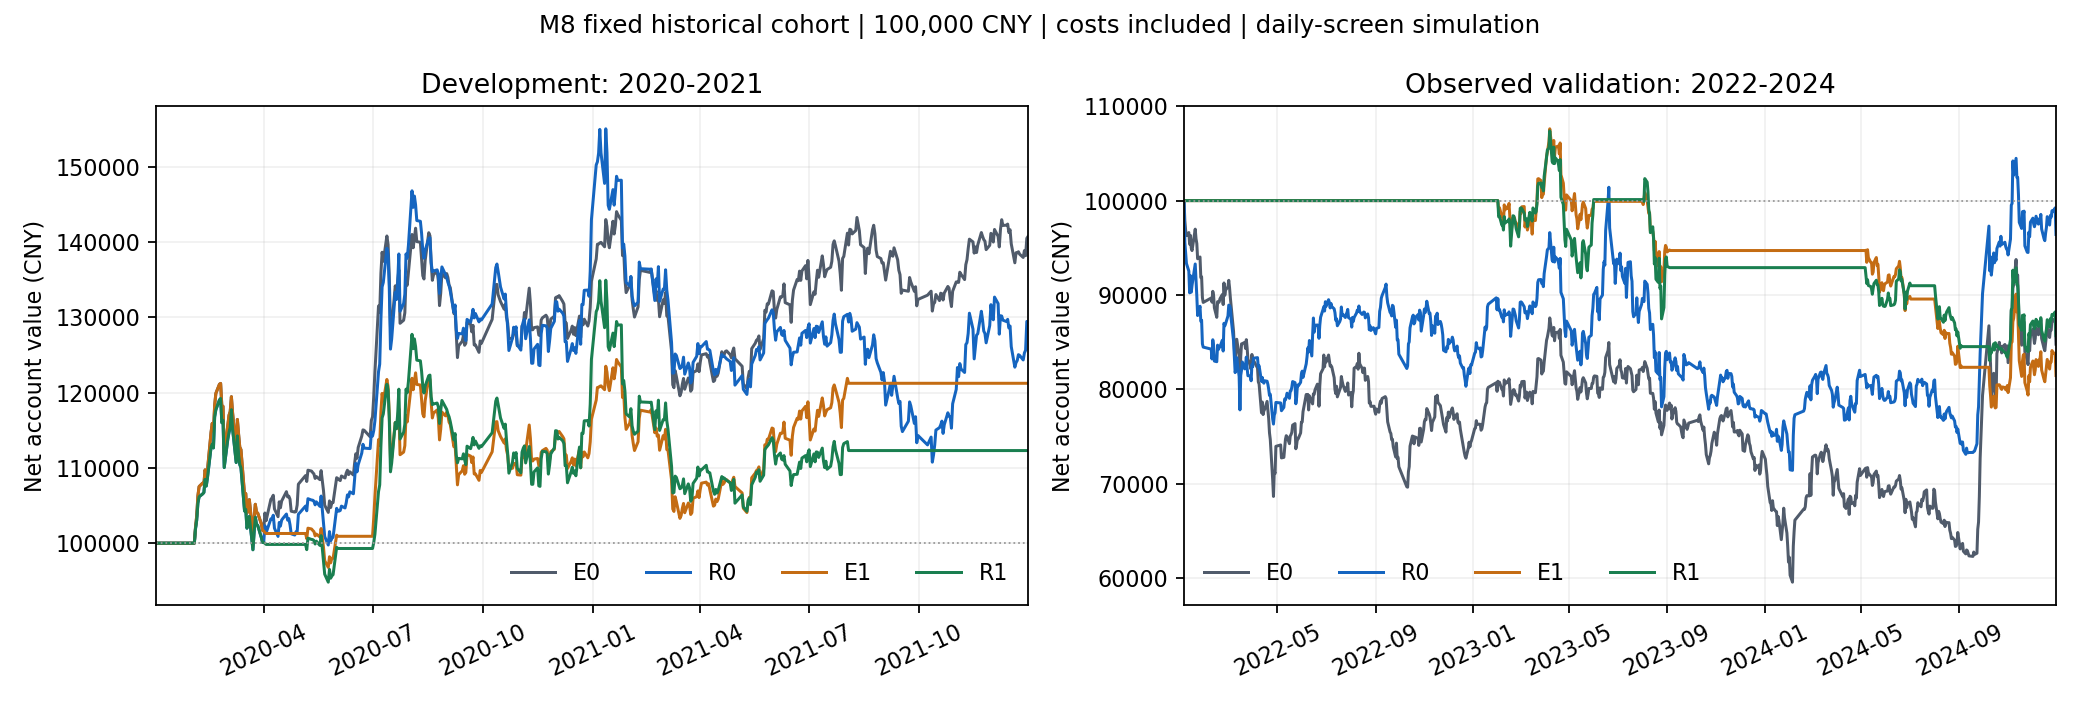 M8 fixed historical cohort | 100,000 CNY | costs included | daily-screen simulation
Development: 2020-2021
Net account value (CNY)
150000
140000
130000
120000
110000
100000
E0 R0 E1 R1
2020-04 2020-07 2020-10 2021-01 2021-04 2021-07 2021-10
Observed validation: 2022-2024
Net account value (CNY)
110000
100000
90000
80000
70000
60000
E0 R0 E1 R1
2022-05 2022-09 2023-01 2023-05 2023-09 2024-01 2024-05 2024-09